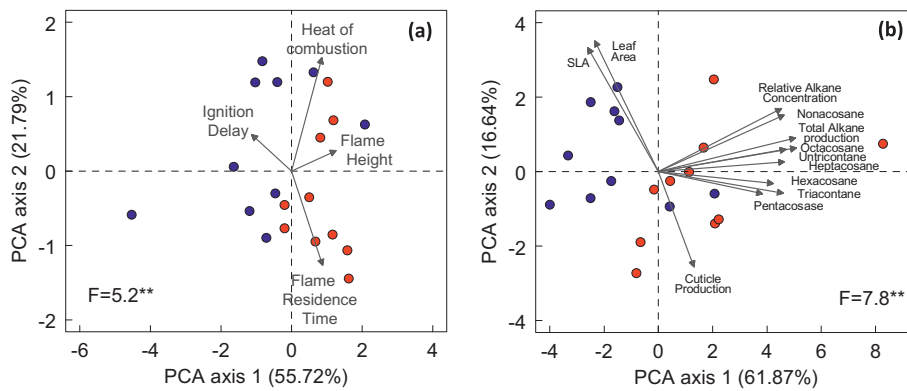 (a)
Heat of
combustion
Ignition
Delay
Flame
Height
Flame
Residence
Time
F=5.2**
2
1
0
-1
-2
PCA axis 2 (21.79%)
-6
-4
-2
0
2
4
PCA axis 1 (55.72%)
(b)
Leaf
Area
SLA
Relative Alkane
Concentration
Nonacosane
Total Alkane
production
Octacosane
Untricontane
Heptacosane
Hexacosane
Triacontane
Pentacosase
Cuticle
Production
F=7.8**
4
2
0
-2
-4
PCA axis 2 (16.64%)
-4
-2
0
2
4
6
8
PCA axis 1 (61.87%)